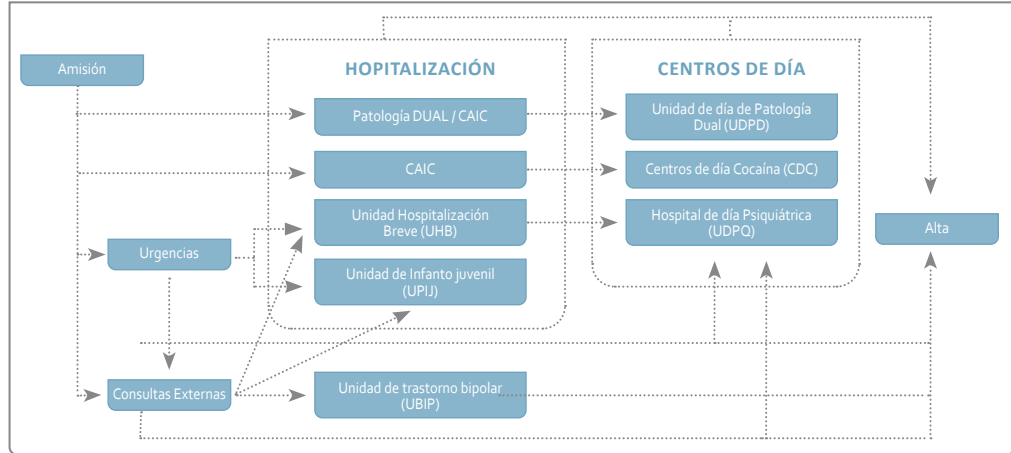 Amisión
HOPITALIZACIÓN
CENTROS DE DÍA
Patología DUAL / CAIC
Unidad de día de Patología
Dual (UDPD)
CAIC
Centros de día Cocaína (CDC)
Unidad Hospitalización
Breve (UHB)
Hospital de día Psiquiátrica
(UDPQ)
Alta
Urgencias
Unidad de Infanto juvenil
(UPIJ)
Consultas Externas
Unidad de trastorno bipolar
(UBIP)